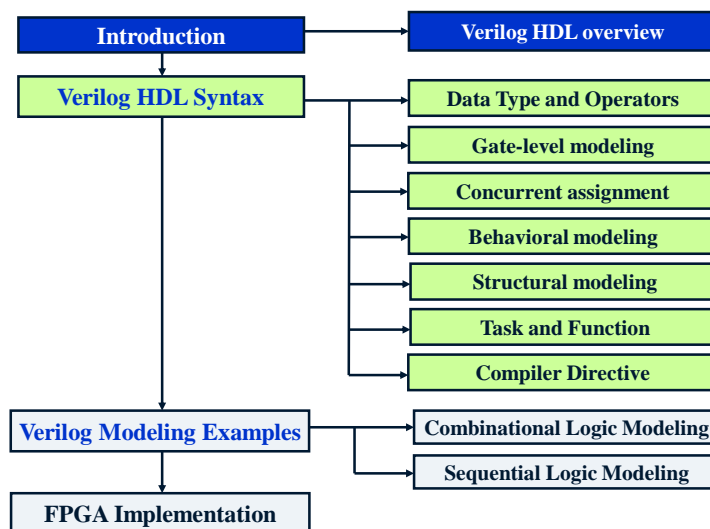 Introduction
Verilog HDL overview
Verilog HDL Syntax
Data Type and Operators
Gate-level modeling
Concurrent assignment
Behavioral modeling
Structural modeling
Task and Function
Compiler Directive
Verilog Modeling Examples
Combinational Logic Modeling
Sequential Logic Modeling
FPGA Implementation